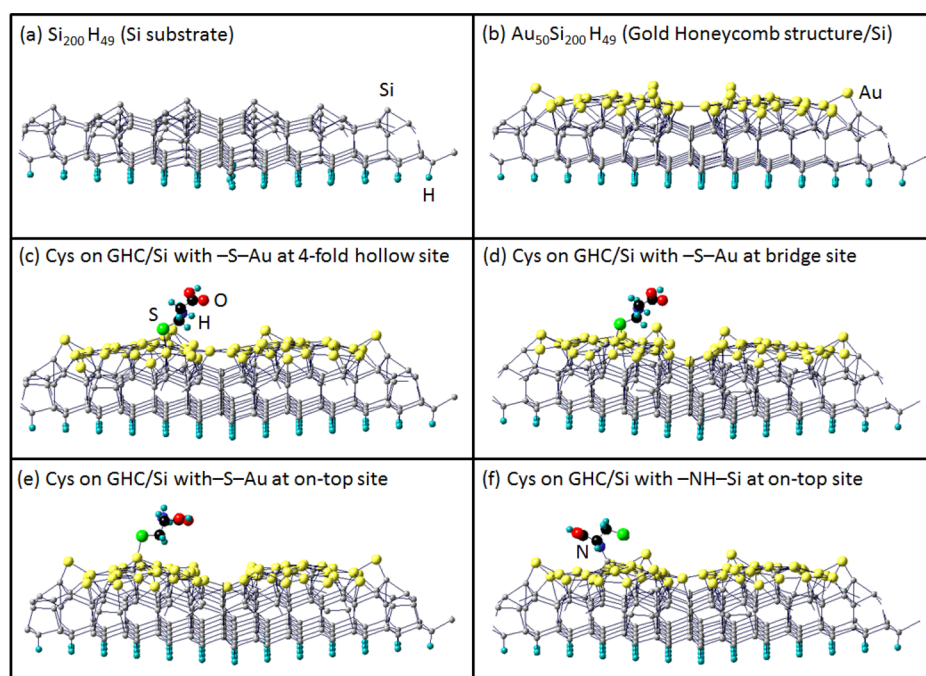 (a) Si₂₀₀ H₄₉ (Si substrate)
Si
H
(b) Au₅₀Si₂₀₀ H₄₉ (Gold Honeycomb structure/Si)
Au
(c) Cys on GHC/Si with –S–Au at 4-fold hollow site
O
S
H
(d) Cys on GHC/Si with –S–Au at bridge site
(e) Cys on GHC/Si with–S–Au at on-top site
(f) Cys on GHC/Si with –NH–Si at on-top site
N